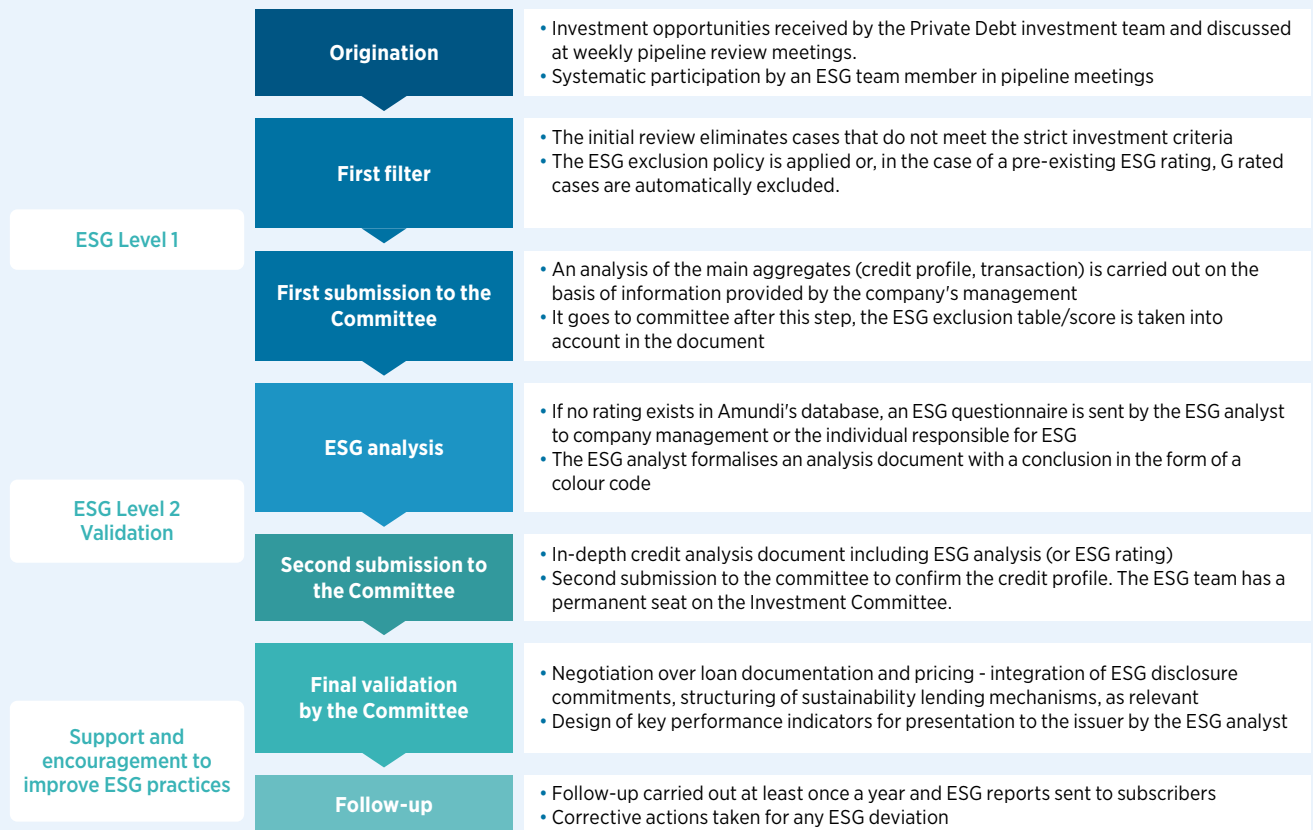 Origination
• Investment opportunities received by the Private Debt investment team and discussed
at weekly pipeline review meetings.
• Systematic participation by an ESG team member in pipeline meetings
ESG Level 1
First filter
• The initial review eliminates cases that do not meet the strict investment criteria
• The ESG exclusion policy is applied or, in the case of a pre-existing ESG rating, G rated
cases are automatically excluded.
First submission to the
Committee
• An analysis of the main aggregates (credit profile, transaction) is carried out on the
basis of information provided by the company's management
• It goes to committee after this step, the ESG exclusion table/score is taken into
account in the document
ESG Level 2
Validation
ESG analysis
• If no rating exists in Amundi's database, an ESG questionnaire is sent by the ESG analyst
to company management or the individual responsible for ESG
• The ESG analyst formalises an analysis document with a conclusion in the form of a
colour code
Second submission to
the Committee
• In-depth credit analysis document including ESG analysis (or ESG rating)
• Second submission to the committee to confirm the credit profile. The ESG team has a
permanent seat on the Investment Committee.
Support and
encouragement to
improve ESG practices
Final validation
by the Committee
• Negotiation over loan documentation and pricing - integration of ESG disclosure
commitments, structuring of sustainability lending mechanisms, as relevant
• Design of key performance indicators for presentation to the issuer by the ESG analyst
Follow-up
• Follow-up carried out at least once a year and ESG reports sent to subscribers
• Corrective actions taken for any ESG deviation